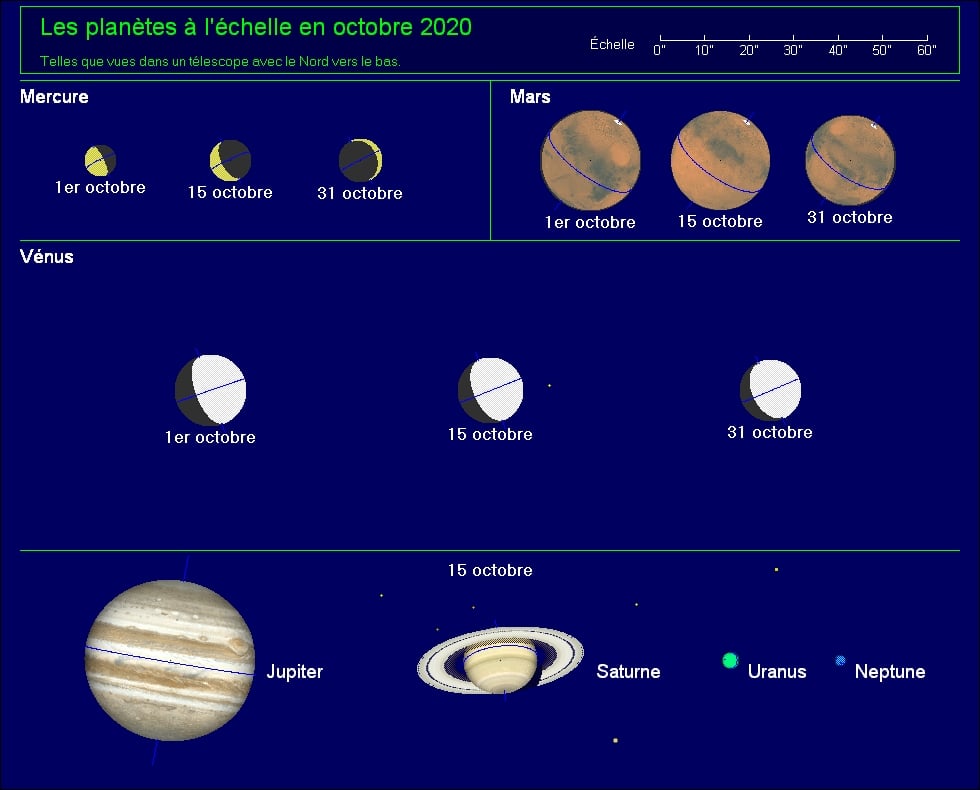 Les planètes à l'échelle en octobre 2020
Telles que vues dans un télescope avec le Nord vers le bas.
Échelle
0" 10" 20" 30" 40" 50" 60"
Mercure
1er octobre 15 octobre 31 octobre
Mars
1er octobre 15 octobre 31 octobre
Vénus
1er octobre 15 octobre 31 octobre
15 octobre
Jupiter Saturne Uranus Neptune